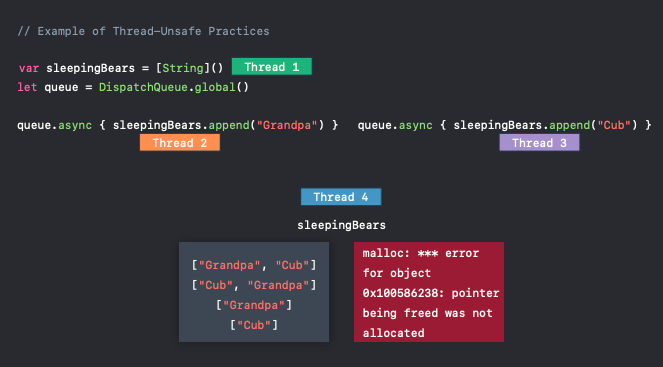 // Example of Thread-Unsafe Practices
var sleepingBears = [String]() Thread 1
let queue = DispatchQueue.global()
queue.async { sleepingBears.append("Grandpa") } queue.async { sleepingBears.append("Cub") }
Thread 2 Thread 3
Thread 4
sleepingBears
["Grandpa", "Cub"]
["Cub", "Grandpa"]
["Grandpa"]
["Cub"]
malloc: *** error
for object
0x100586238: pointer
being freed was not
allocated